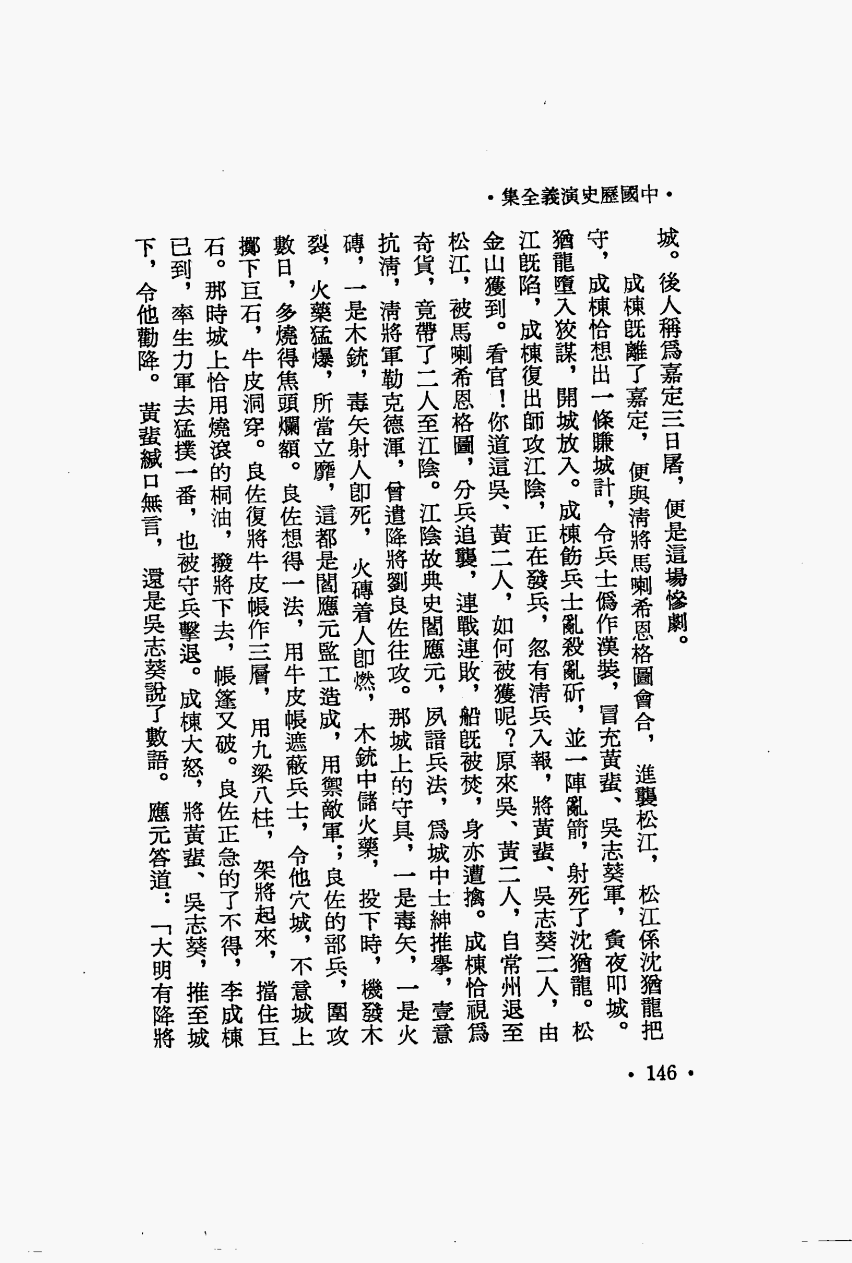 ·中國歷史演義全集·
城。後人稱爲嘉定三日屠，便是這場慘劇。
成棟旣離了嘉定，便與淸將馬喇希恩格圖會合，進襲松江，松江係沈猶龍把
守，成棟恰想出一條賺城計，令兵士僞作漢裝，冒充黃蜚、吳志葵軍，夤夜叩城。
猶龍墮入狡謀，開城放入。成棟飭兵士亂殺亂斫，並一陣亂箭，射死了沈猶龍。松
江旣陷，成棟復出師攻江陰，正在發兵，忽有淸兵入報，將黃蜚、吳志葵二人，由
金山獲到。看官！你道這吳、黃二人，如何被獲呢？原來吳、黃二人，自常州退至
松江，被馬喇希恩格圖，分兵追襲，連戰連敗，船旣被焚，身亦遭擒。成棟恰視爲
奇貨，竟帶了二人至江陰。江陰故典史閻應元，夙諳兵法，爲城中士紳推擧，壹意
抗淸，淸將軍勒克德渾，曾遣降將劉良佐往攻。那城上的守具，一是毒矢，一是火
磚，一是木銃，毒矢射人卽死，火磚着人卽燃，木銃中儲火藥，投下時，機發木
裂，火藥猛爆，所當立靡，這都是閻應元監工造成，用禦敵軍；良佐的部兵，圍攻
數日，多燒得焦頭爛額。良佐想得一法，用牛皮帳遮蔽兵士，令他穴城，不意城上
擲下巨石，牛皮洞穿。良佐復將牛皮帳作三層，用九梁八柱，架將起來，擋住巨
石。那時城上恰用燒滾的桐油，撥將下去，帳篷又破。良佐正急的了不得，李成棟
已到，率生力軍去猛撲一番，也被守兵擊退。成棟大怒，將黃蜚、吳志葵，推至城
下，令他勸降。黃蜚緘口無言，還是吳志葵說了數語。應元答道：「大明有降將
·146·